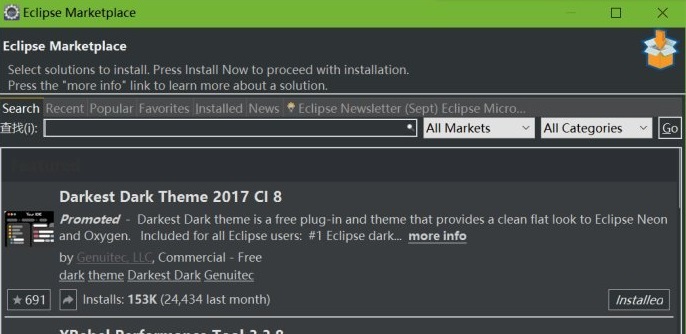 Eclipse Marketplace
Eclipse Marketplace
Select solutions to install. Press Install Now to proceed with installation.
Press the "more info" link to learn more about a solution.
Search Recent Popular Favorites Installed News Eclipse Newsletter (Sept) Eclipse Micro...
查找(i): All Markets All Categories Go
Featured
Darkest Dark Theme 2017 CI 8
Promoted - Darkest Dark theme is a free plug-in and theme that provides a clean flat look to Eclipse Neon
and Oxygen. Included for all Eclipse users: #1 Eclipse dark... more info
by Genuitec, LLC, Commercial - Free
dark theme Darkest Dark Genuitec
691 Installs: 153K (24,434 last month) Installed